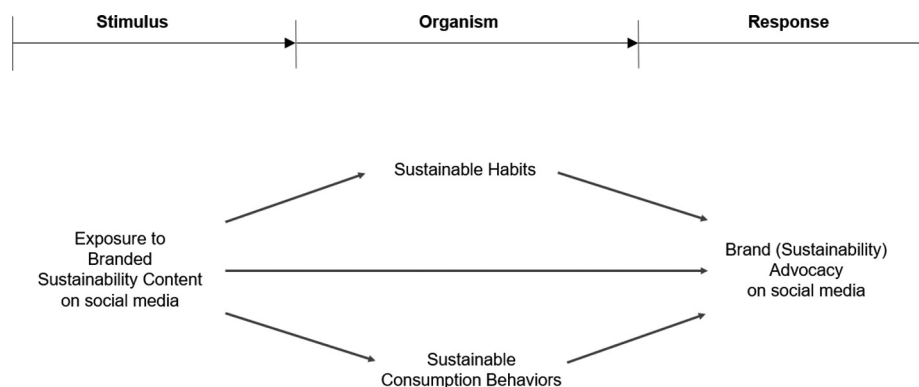 Stimulus
Organism
Response
Sustainable Habits
Exposure to
Branded
Sustainability Content
on social media
Brand (Sustainability)
Advocacy
on social media
Sustainable
Consumption Behaviors